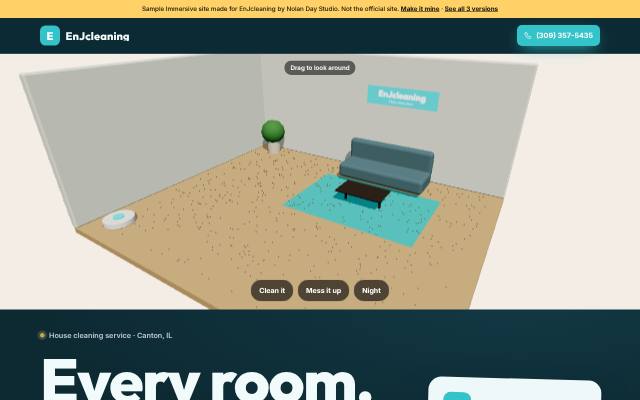 Sample Immersive site made for EnJcleaning by Nolan Day Studio. Not the official site. Make it mine · See all 3 versions
E EnJcleaning
(309) 357-5435
Drag to look around
EnJcleaning
Clean it
Mess it up
Night
House cleaning service · Canton, IL
Every room.